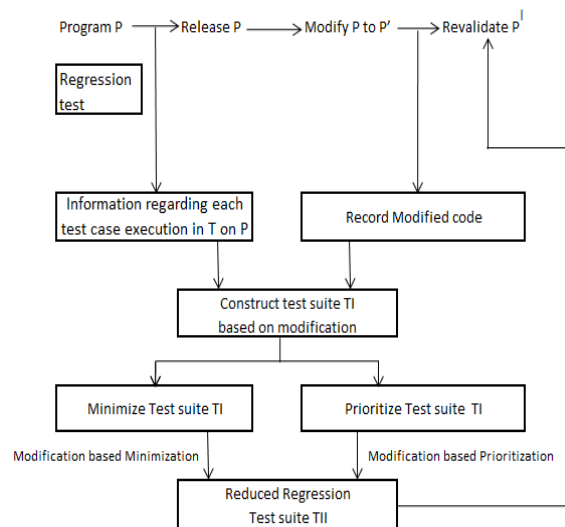 Program P Release P Modify P to P' Revalidate P|
Regression
test
Information regarding each
test case execution in T on P
Record Modified code
Construct test suite TI
based on modification
Minimize Test suite TI
Prioritize Test suite TI
Modification based Minimization
Modification based Prioritization
Reduced Regression
Test suite TII